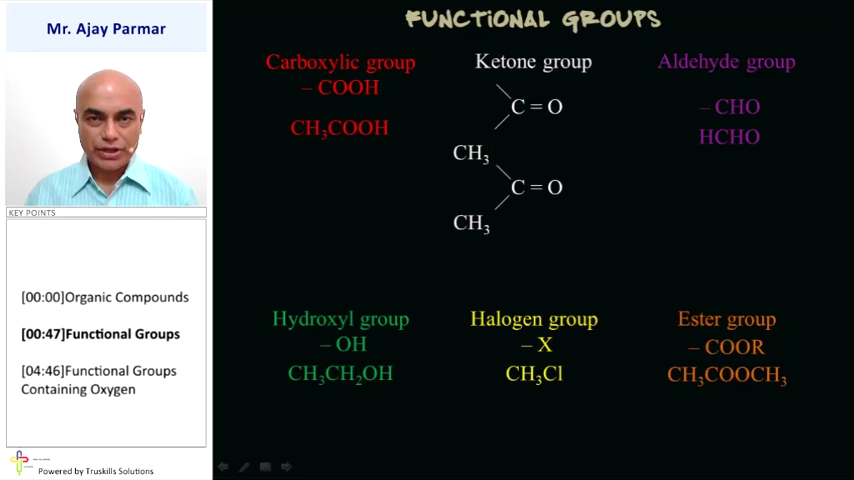 Mr. Ajay Parmar
KEY POINTS
[00:00]Organic Compounds
[00:47]Functional Groups
[04:46]Functional Groups
Containing Oxygen
Powered by Truskills Solutions
FUNCTIONAL GROUPS
Carboxylic group
– COOH
CH₃COOH
Ketone group
C = O
CH₃
C = O
CH₃
Aldehyde group
– CHO
HCHO
Hydroxyl group
– OH
CH₃CH₂OH
Halogen group
– X
CH₃Cl
Ester group
– COOR
CH₃COOCH₃